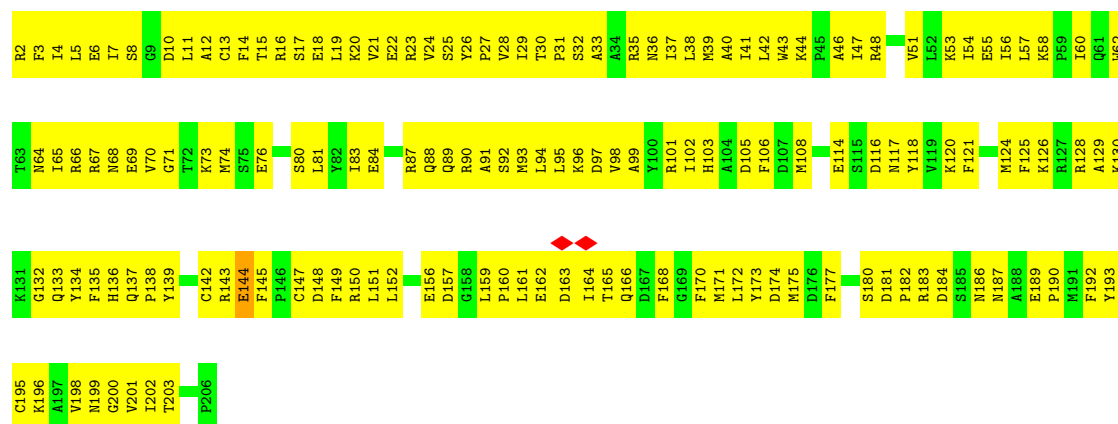 R2 F3 I4 L5 E6 I7 S8 G9 D10 L11 A12 C13 F14 T15 R16 S17 E18 L19 K20 V21 E22 R23 V24 S25 Y26 P27 V28 I29 T30 P31 S32 A33 A34 R35 N36 I37 L38 M39 A40 I41 L42 W43 K44 P45 A46 I47 R48 V51 L52 K53 I54 E55 I56 L57 K58 P59 I60 Q61 W62
T63 N64 I65 R66 R67 N68 E69 V70 G71 T72 K73 M74 S75 E76 S80 L81 Y82 I83 E84 R87 Q88 Q89 R90 A91 S92 M93 L94 L95 K96 D97 V98 A99 Y100 R101 I102 H103 A104 D105 F106 D107 M108 E114 S115 D116 N117 Y118 V119 K120 F121 M124 F125 K126 R127 R128 A129 K130
K131 G132 Q133 Y134 F135 H136 Q137 P138 Y139 C142 R143 E144 F145 P146 C147 D148 F149 R150 L151 L152 E156 D157 G158 L159 P160 L161 E162 D163 I164 T165 Q166 D167 F168 G169 F170 M171 L172 Y173 D174 M175 D176 F177 S180 D181 P182 R183 D184 S185 N186 N187 A188 E189 P190 M191 F192 Y193
C195 K196 A197 V198 N199 G200 V201 I202 T203 P206